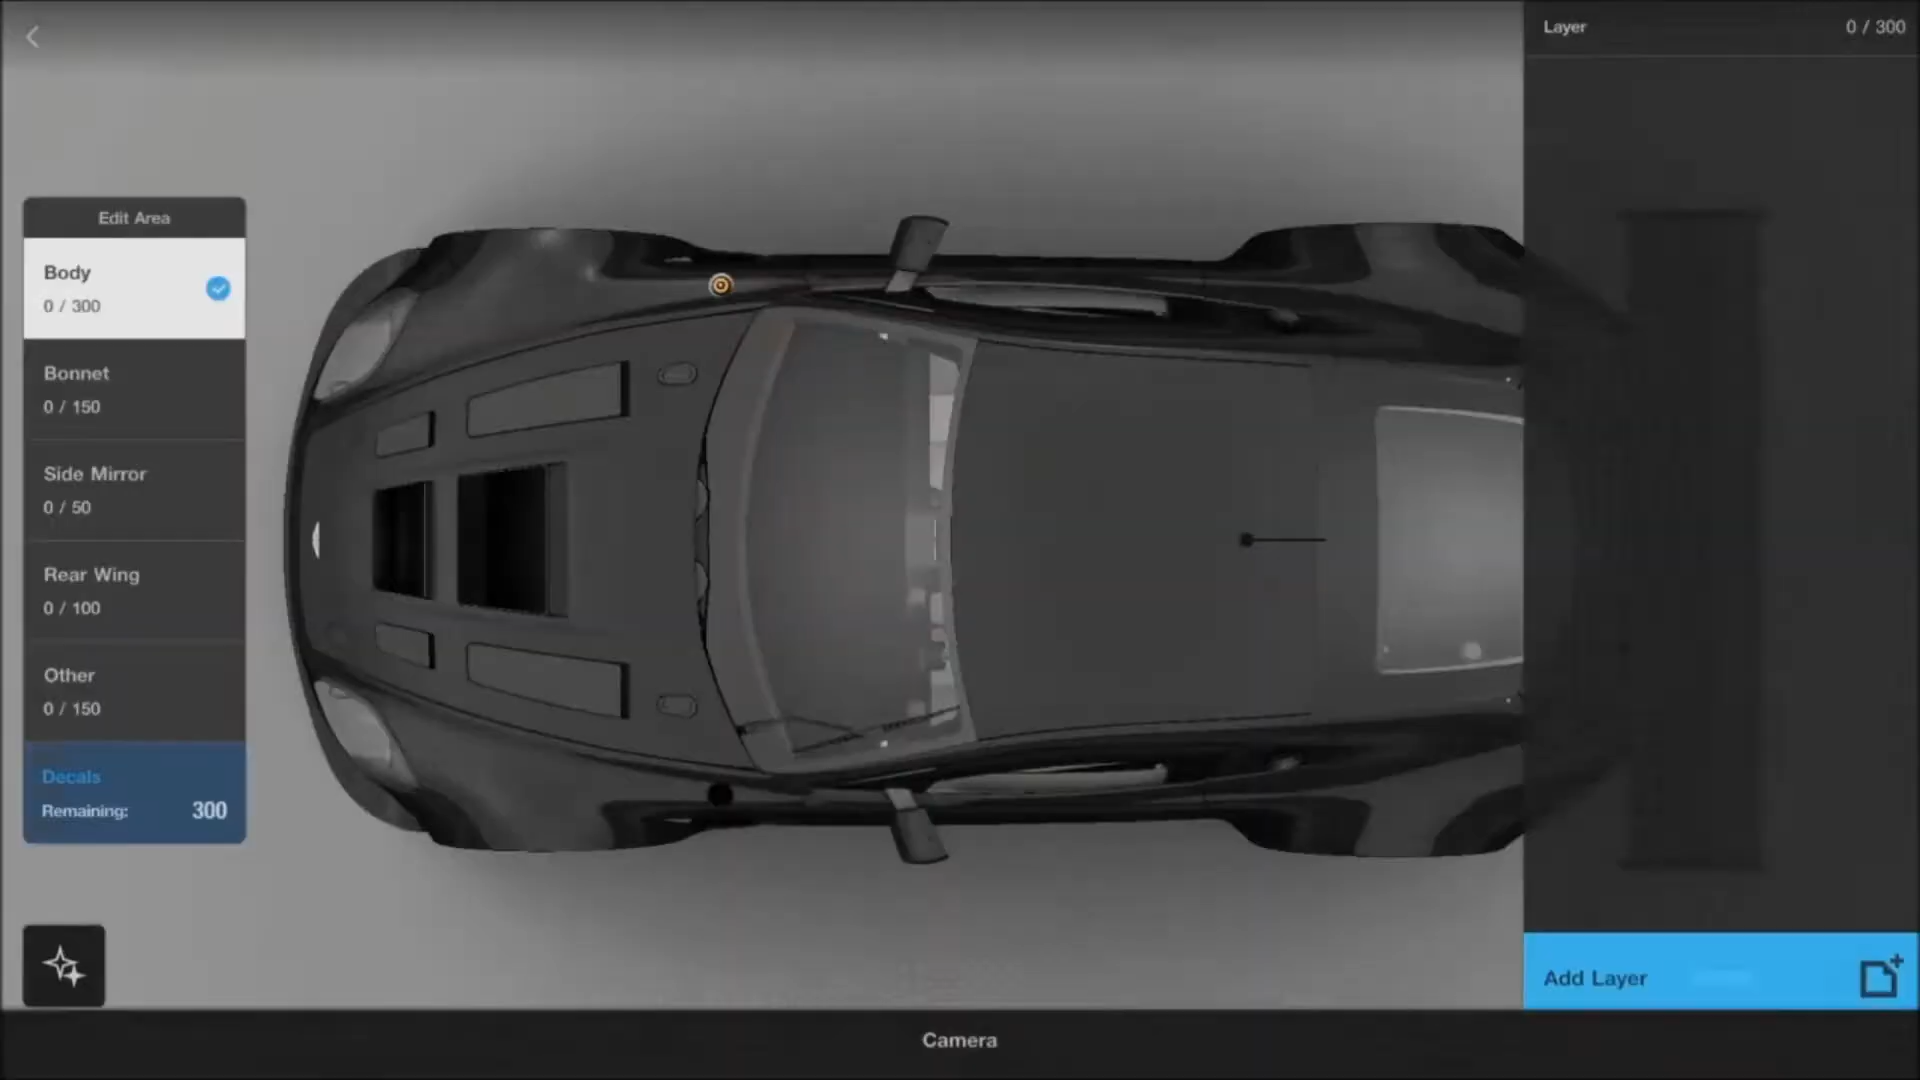 Layer
0 / 300
Edit Area
Body
0 / 300
Bonnet
0 / 150
Side Mirror
0 / 50
Rear Wing
0 / 100
Other
0 / 150
Decals
Remaining: 300
Add Layer
Camera